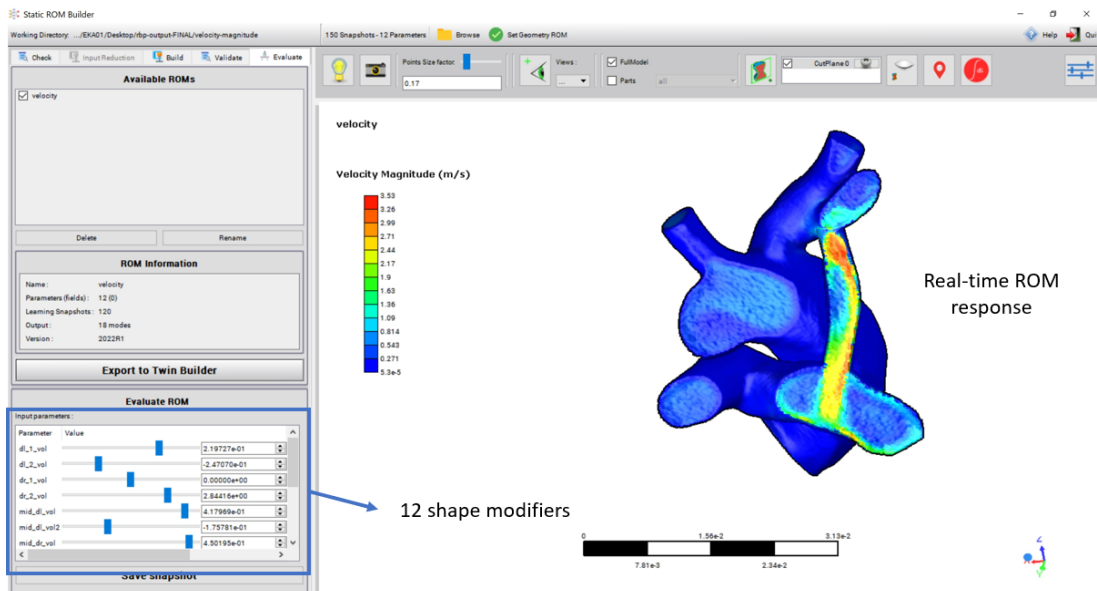 Static ROM Builder
Working Directory: .../EKA01/Desktop/rbp-output-FINAL/velocity-magnitude
150 Snapshots - 12 Parameters
Browse
Set Geometry ROM
Help
Qui
Check
Input Reduction
Build
Validate
Evaluate
Available ROMs
velocity
Delete
Rename
ROM Information
Name: velocity
Parameters (fields): 12 (0)
Learning Snapshots: 120
Output: 18 modes
Version: 2022R1
Export to Twin Builder
Evaluate ROM
Input parameters:
Parameter Value
dl_1_vol 2.19727e-01
dl_2_vol -2.47070e-01
dr_1_vol 0.00000e+00
dr_2_vol 2.84416e+00
mid_dl_vol 4.17969e-01
mid_dl_vol2 -1.75781e-01
mid_dr_vol 4.50195e-01
Save snapshot
Points Size factor:
0.17
Views:
...
FullModel
Parts
all
CutPlane 0
velocity
Velocity Magnitude (m/s)
3.53
3.26
2.99
2.71
2.44
2.17
1.9
1.63
1.36
1.09
0.814
0.543
0.271
5.3e-5
Real-time ROM
response
12 shape modifiers
0 1.56e-2 3.13e-2
7.81e-3 2.34e-2
Z
Y